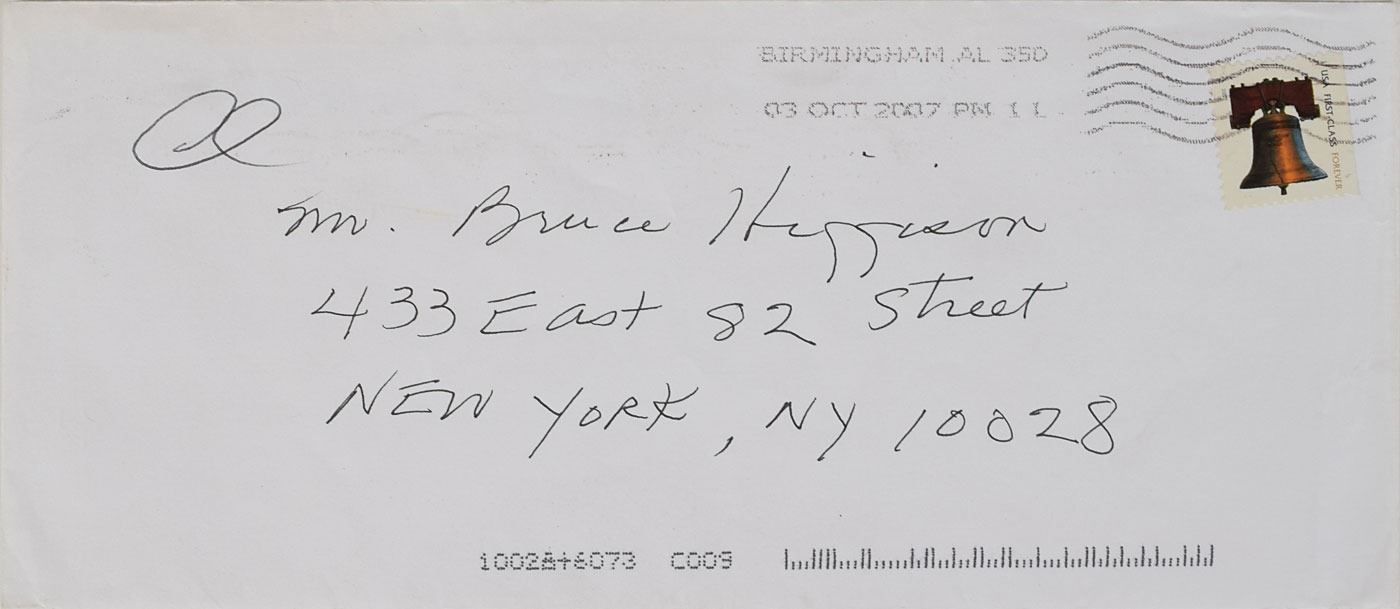 BIRMINGHAM AL 350
03 OCT 2007 PM 1 L
USA FIRST-CLASS FOREVER
Mr. Bruce Higgison
433 East 82 Street
NEW YORK, NY 10028
10028+6073 C009